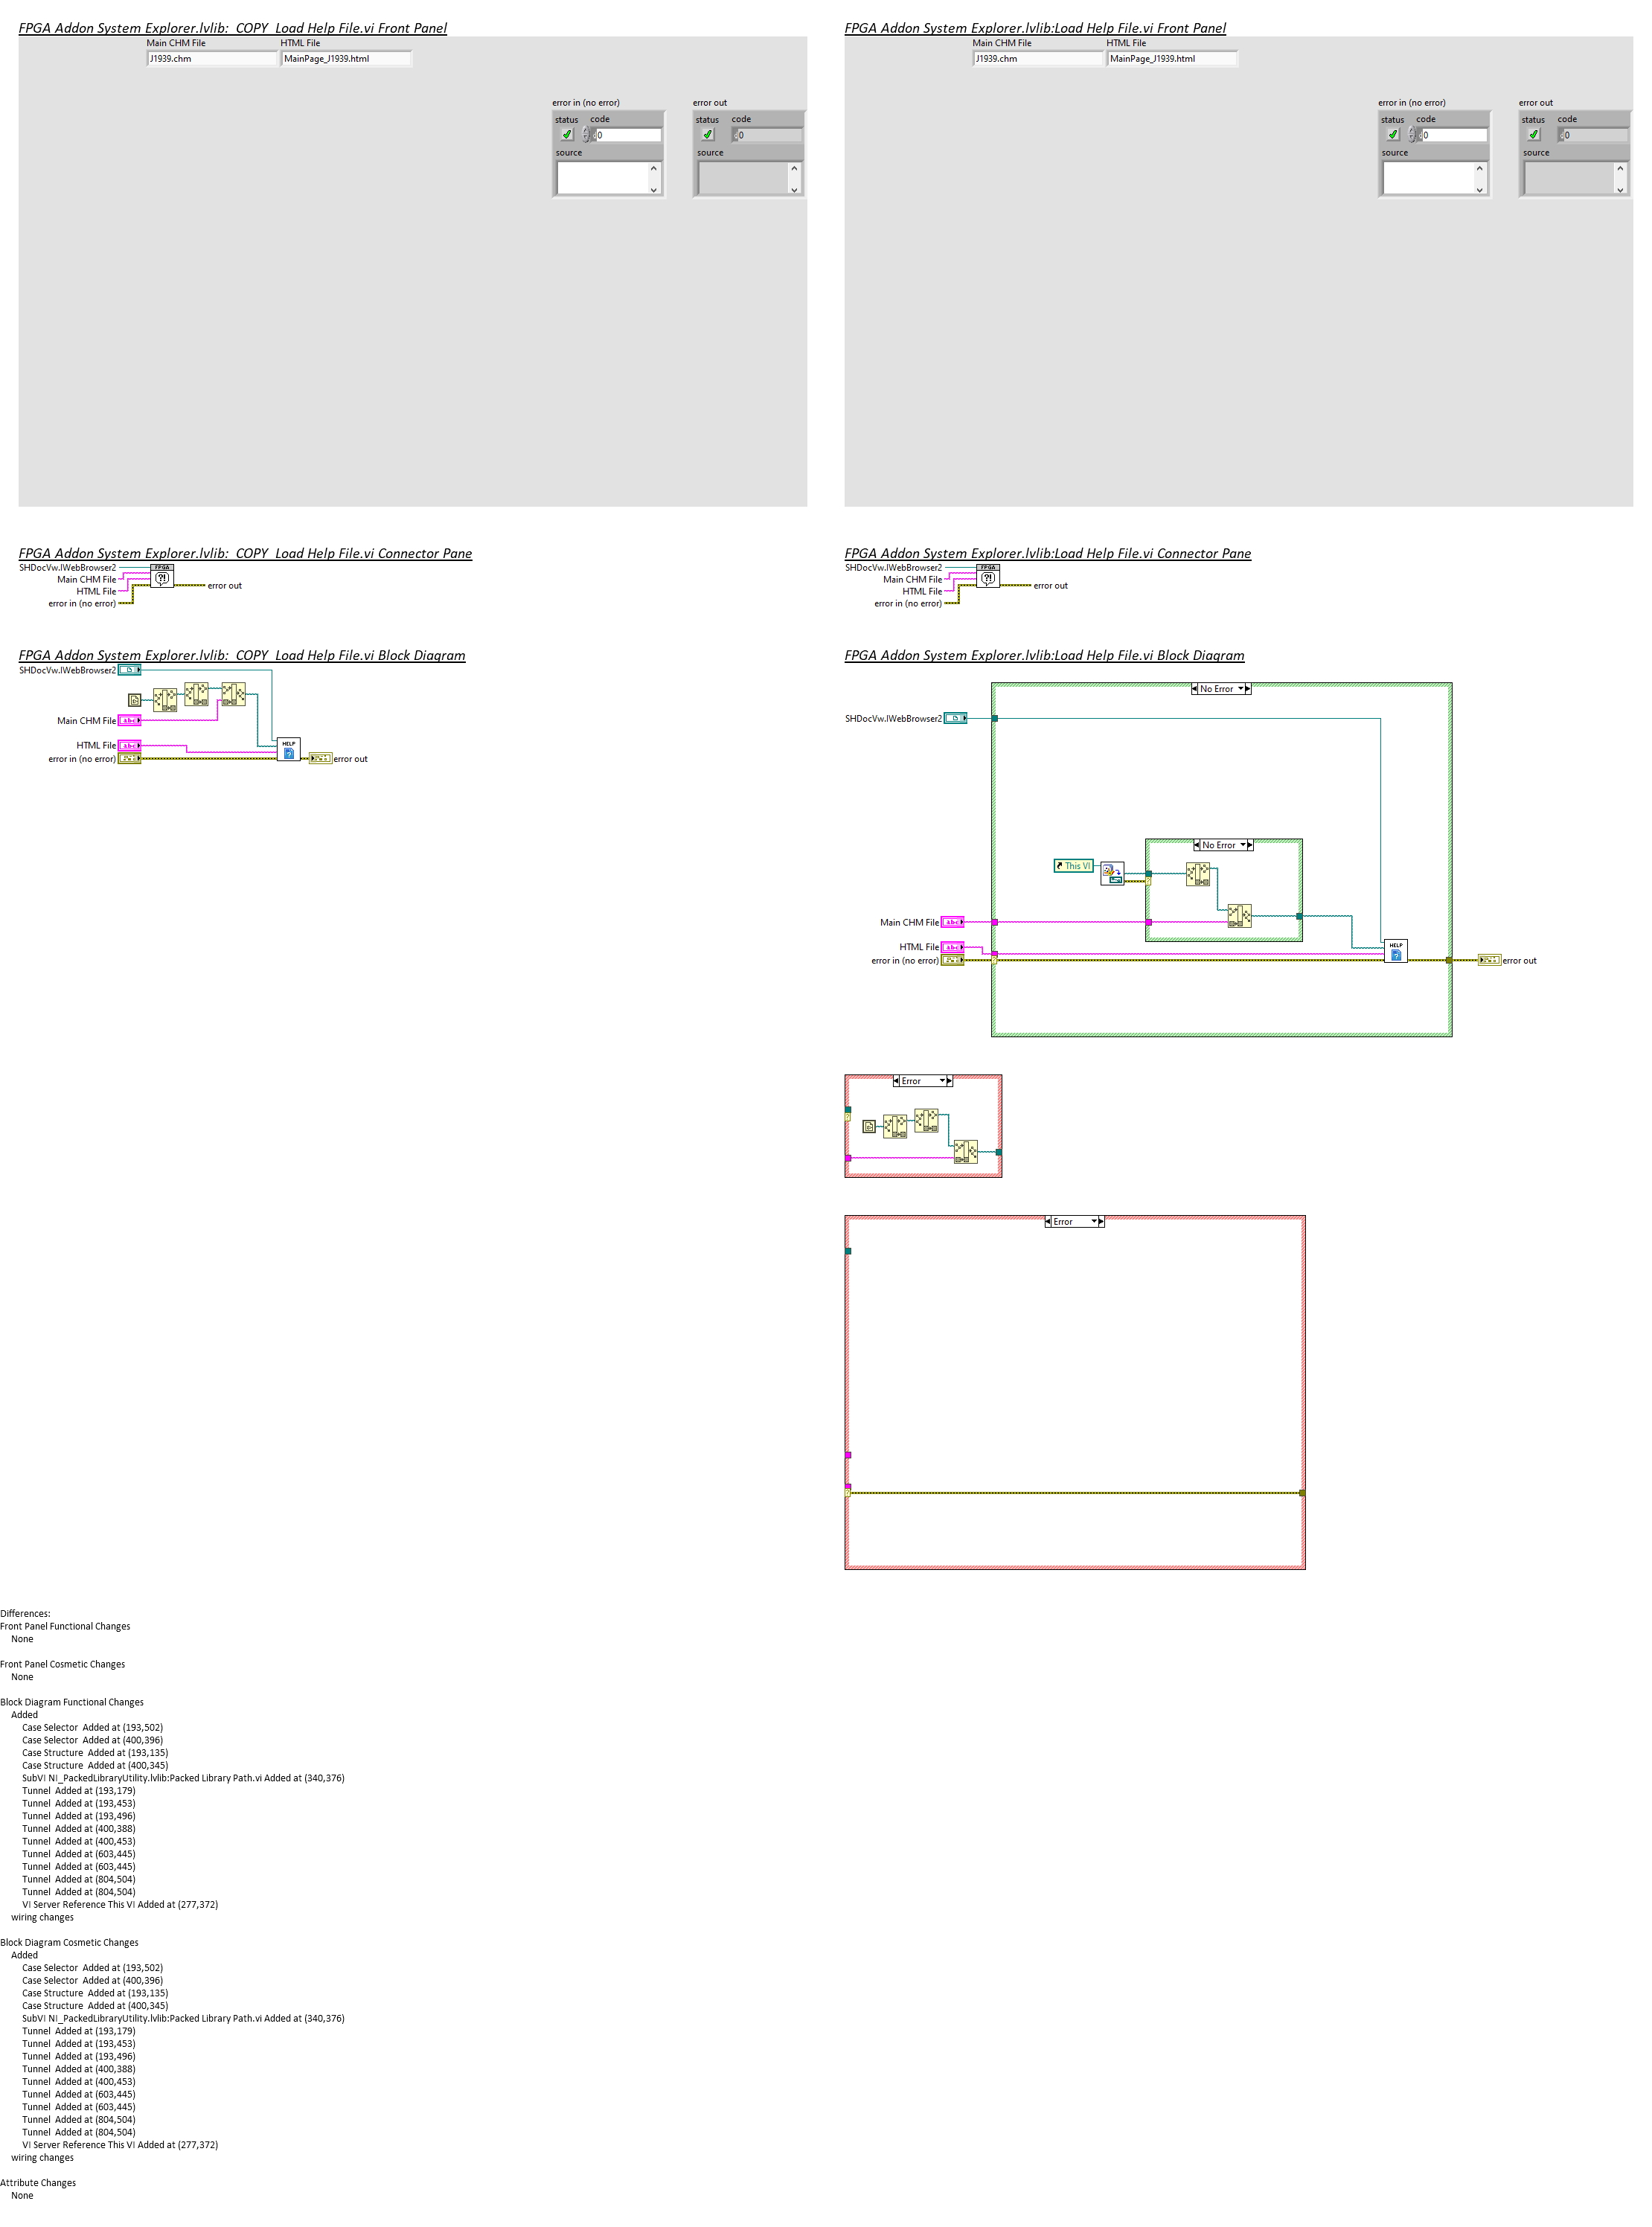 FPGA Addon System Explorer.lvlib:_COPY_Load Help File.vi Front Panel
Main CHM File HTML File
J1939.chm MainPage_J1939.html
error in (no error) error out
status code status code
0 0
source source
FPGA Addon System Explorer.lvlib:Load Help File.vi Front Panel
Main CHM File HTML File
J1939.chm MainPage_J1939.html
error in (no error) error out
status code status code
0 0
source source
FPGA Addon System Explorer.lvlib:_COPY_Load Help File.vi Connector Pane
SHDocVw.IWebBrowser2 FPGA
Main CHM File ?!
HTML File error out
error in (no error)
FPGA Addon System Explorer.lvlib:Load Help File.vi Connector Pane
SHDocVw.IWebBrowser2 FPGA
Main CHM File ?!
HTML File error out
error in (no error)
FPGA Addon System Explorer.lvlib:_COPY_Load Help File.vi Block Diagram
SHDocVw.IWebBrowser2
Main CHM File abc
HTML File abc HELP
error in (no error) ? error out
FPGA Addon System Explorer.lvlib:Load Help File.vi Block Diagram
No Error
SHDocVw.IWebBrowser2
No Error
This VI
Main CHM File abc
HTML File abc HELP
error in (no error) ? ? error out
Error
Error
Differences:
Front Panel Functional Changes
None
Front Panel Cosmetic Changes
None
Block Diagram Functional Changes
Added
Case Selector  Added at (193,502)
Case Selector  Added at (400,396)
Case Structure  Added at (193,135)
Case Structure  Added at (400,345)
SubVI NI_PackedLibraryUtility.lvlib:Packed Library Path.vi Added at (340,376)
Tunnel  Added at (193,179)
Tunnel  Added at (193,453)
Tunnel  Added at (193,496)
Tunnel  Added at (400,388)
Tunnel  Added at (400,453)
Tunnel  Added at (603,445)
Tunnel  Added at (603,445)
Tunnel  Added at (804,504)
Tunnel  Added at (804,504)
VI Server Reference This VI Added at (277,372)
wiring changes
Block Diagram Cosmetic Changes
Added
Case Selector  Added at (193,502)
Case Selector  Added at (400,396)
Case Structure  Added at (193,135)
Case Structure  Added at (400,345)
SubVI NI_PackedLibraryUtility.lvlib:Packed Library Path.vi Added at (340,376)
Tunnel  Added at (193,179)
Tunnel  Added at (193,453)
Tunnel  Added at (193,496)
Tunnel  Added at (400,388)
Tunnel  Added at (400,453)
Tunnel  Added at (603,445)
Tunnel  Added at (603,445)
Tunnel  Added at (804,504)
Tunnel  Added at (804,504)
VI Server Reference This VI Added at (277,372)
wiring changes
Attribute Changes
None